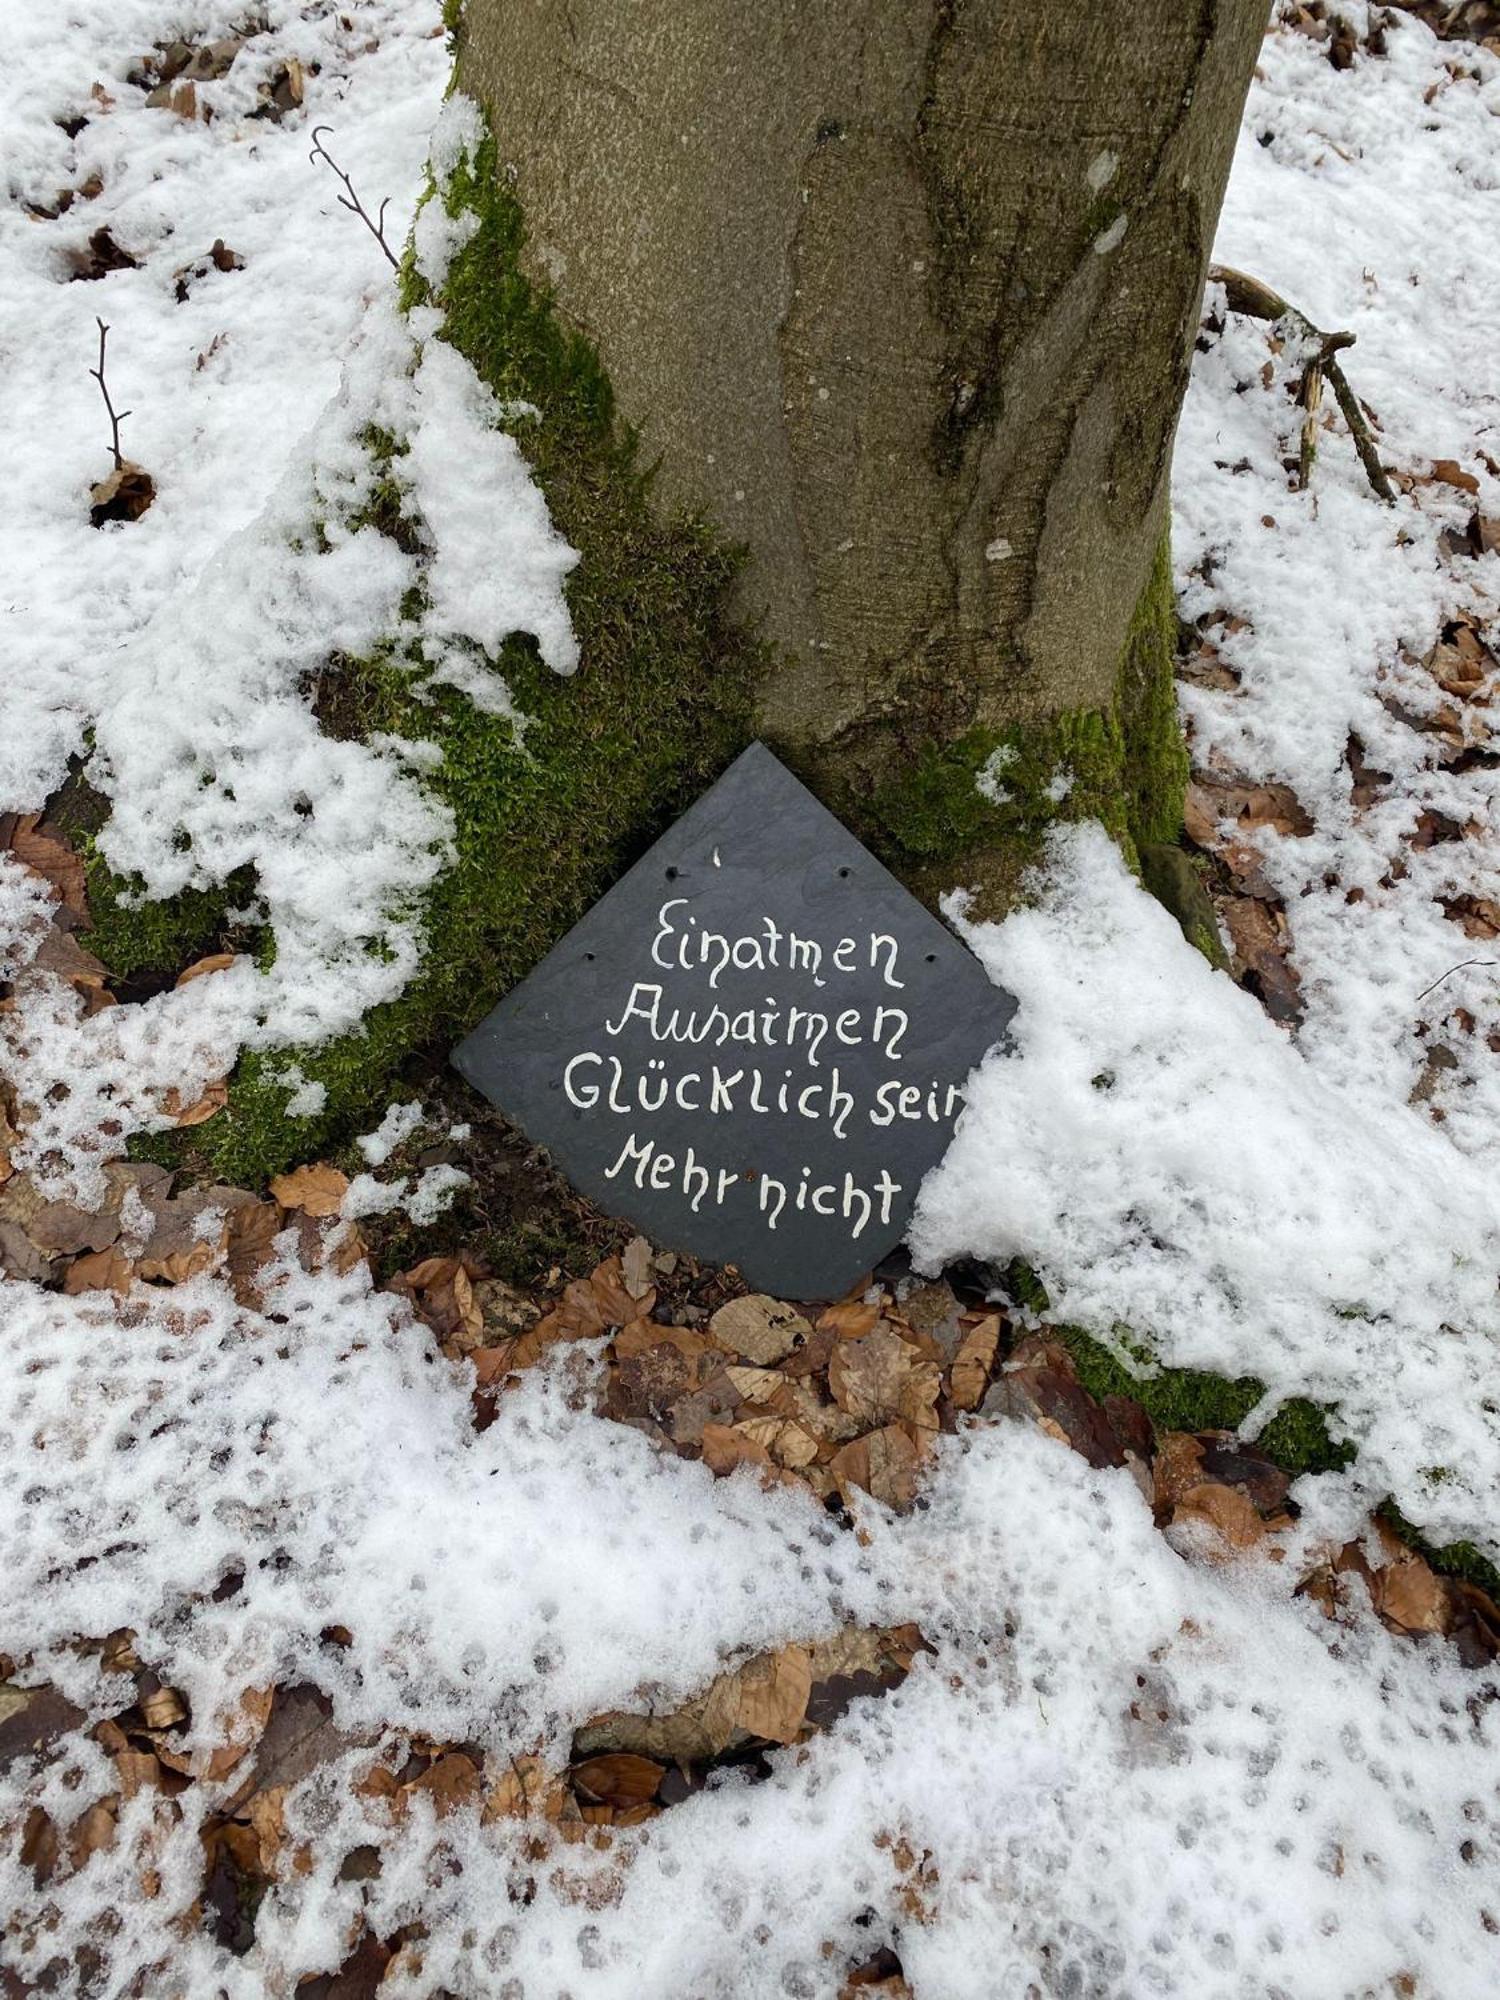 Einatmen
Ausatmen
Glücklich sein
Mehr nicht